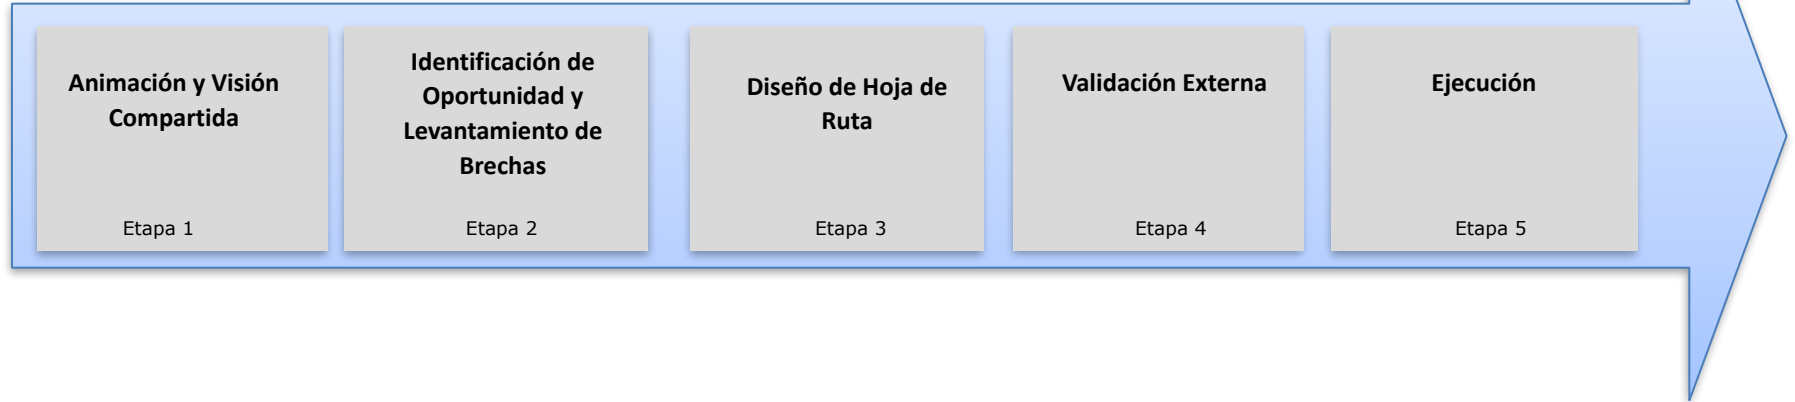 Animación y Visión
Compartida
Etapa 1
Identificación de
Oportunidad y
Levantamiento de
Brechas
Etapa 2
Diseño de Hoja de
Ruta
Etapa 3
Validación Externa
Etapa 4
Ejecución
Etapa 5